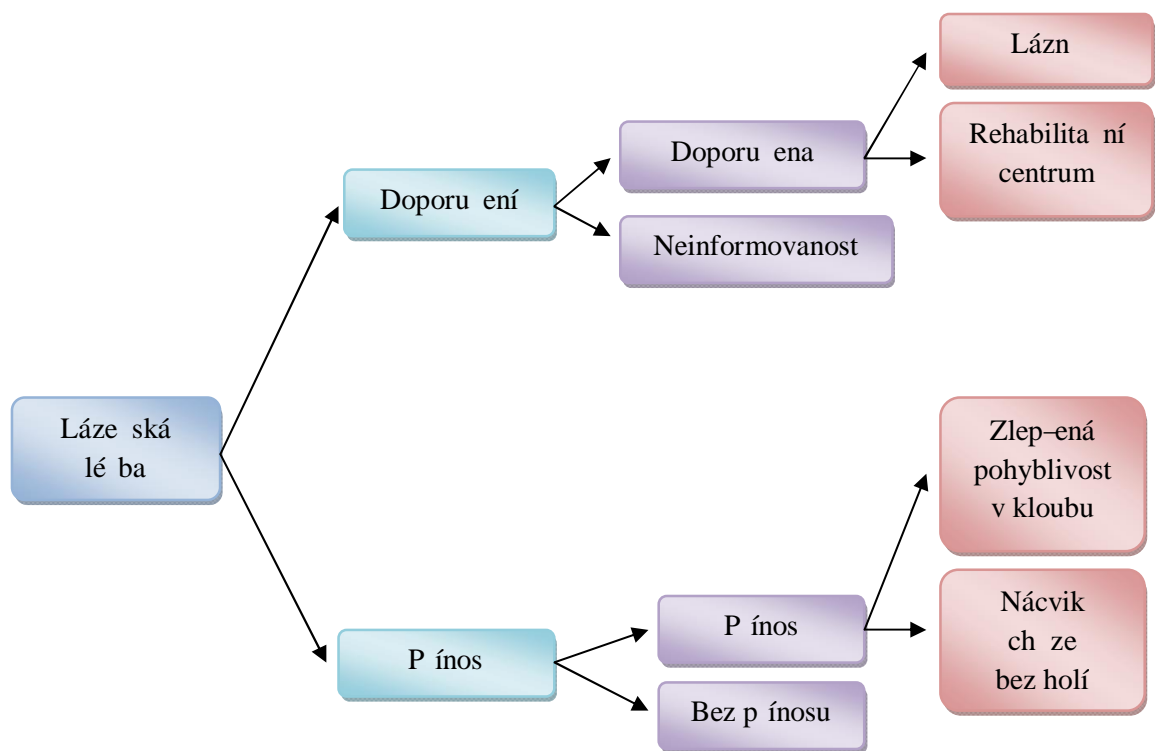 Lázn
Rehabilita ní
centrum
Doporu ena
Doporu ení
Neinformovanost
Láze ská
lé ba
Zlep–ená
pohyblivost
v kloubu
Nácvik
ch ze
bez holí
P ínos
P ínos
Bez p ínosu